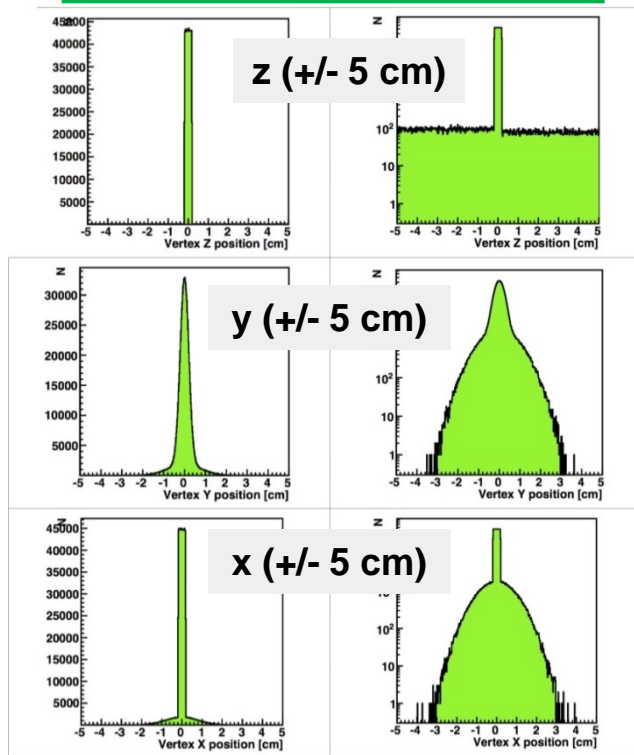 z (+/- 5 cm)
N
45000
40000
35000
30000
25000
20000
15000
10000
5000
-5 -4 -3 -2 -1 0 1 2 3 4 5
Vertex Z position [cm]
N
10²
10
1
-5 -4 -3 -2 -1 0 1 2 3 4 5
Vertex Z position [cm]
y (+/- 5 cm)
N
30000
25000
20000
15000
10000
5000
-5 -4 -3 -2 -1 0 1 2 3 4 5
Vertex Y position [cm]
N
10²
10
1
-5 -4 -3 -2 -1 0 1 2 3 4 5
Vertex Y position [cm]
x (+/- 5 cm)
N
45000
40000
35000
30000
25000
20000
15000
10000
5000
-5 -4 -3 -2 -1 0 1 2 3 4 5
Vertex X position [cm]
N
10²
10
1
-5 -4 -3 -2 -1 0 1 2 3 4 5
Vertex X position [cm]